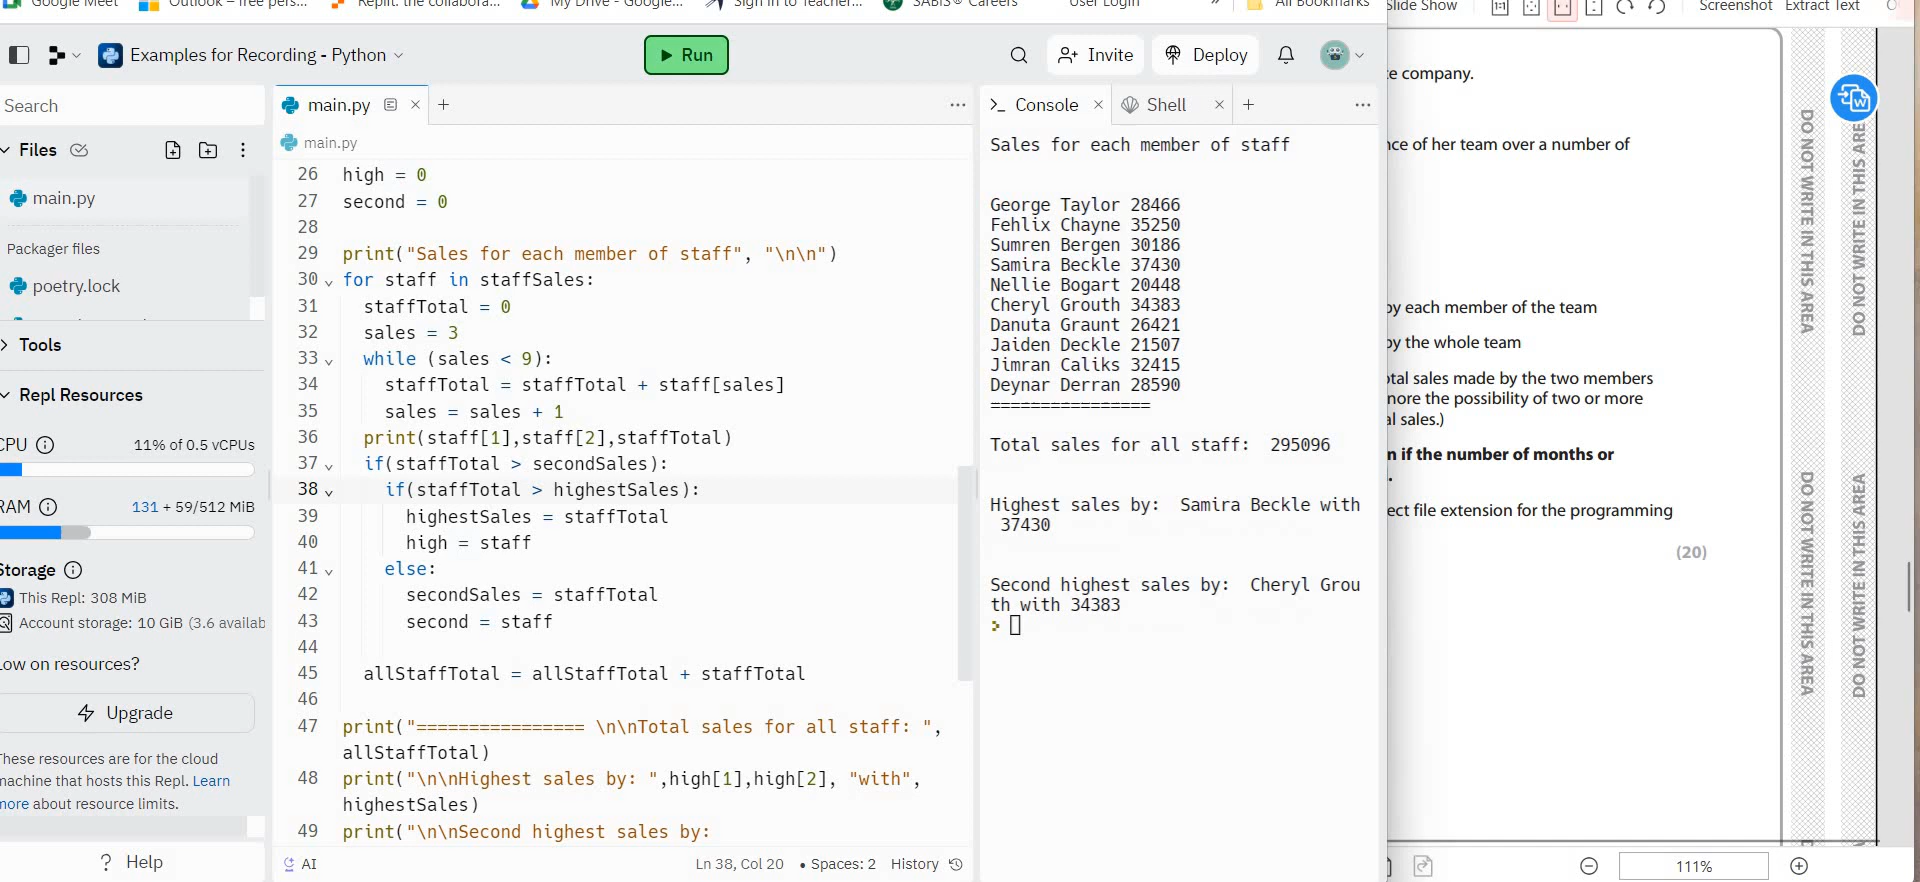 Google Meet
Outlook – free pers...
Replit: the collabora...
My Drive - Google...
Sign in to Teacher...
SABIS® Careers
User Login
»
All Bookmarks
Slide Show
Screenshot
Extract Text
Examples for Recording - Python
Run
Invite
Deploy
Search
Files
main.py
Packager files
poetry.lock
Tools
Repl Resources
CPU
11% of 0.5 vCPUs
RAM
131 + 59/512 MiB
Storage
This Repl: 308 MiB
Account storage: 10 GiB (3.6 availab
Low on resources?
Upgrade
These resources are for the cloud
machine that hosts this Repl. Learn
more about resource limits.
? Help
main.py
main.py
26 high = 0
27 second = 0
28
29 print("Sales for each member of staff", "\n\n")
30 for staff in staffSales:
31 staffTotal = 0
32 sales = 3
33 while (sales < 9):
34 staffTotal = staffTotal + staff[sales]
35 sales = sales + 1
36 print(staff[1],staff[2],staffTotal)
37 if(staffTotal > secondSales):
38 if(staffTotal > highestSales):
39 highestSales = staffTotal
40 high = staff
41 else:
42 secondSales = staffTotal
43 second = staff
44
45 allStaffTotal = allStaffTotal + staffTotal
46
47 print("================ \n\nTotal sales for all staff: ",
allStaffTotal)
48 print("\n\nHighest sales by: ",high[1],high[2], "with",
highestSales)
49 print("\n\nSecond highest sales by:
AI
Ln 38, Col 20
• Spaces: 2
History
Console
Shell
Sales for each member of staff
George Taylor 28466
Fehlix Chayne 35250
Sumren Bergen 30186
Samira Beckle 37430
Nellie Bogart 20448
Cheryl Grouth 34383
Danuta Graunt 26421
Jaiden Deckle 21507
Jimran Caliks 32415
Deynar Derran 28590
================
Total sales for all staff:  295096
Highest sales by:  Samira Beckle with
37430
Second highest sales by:  Cheryl Grou
th with 34383
>
company.
of her team over a number of
by each member of the team
by the whole team
sales made by the two members
the possibility of two or more
sales.)
if the number of months or
file extension for the programming
(20)
DO NOT WRITE IN THIS AREA
DO NOT WRITE IN THIS ARE
DO NOT WRITE IN THIS AREA
DO NOT WRITE IN THIS AREA
111%